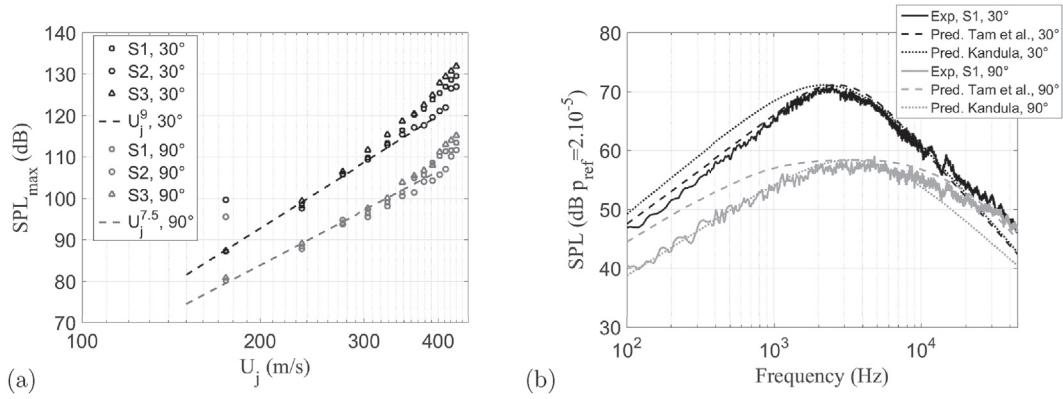 140
130
120
110
100
90
80
70
SPL_max (dB)
S1, 30°
S2, 30°
S3, 30°
U_j^9, 30°
S1, 90°
S2, 90°
S3, 90°
U_j^7.5, 90°
100
200
300
400
U_j (m/s)
(a)
80
70
60
50
40
30
SPL (dB p_ref=2.10^-5)
Exp, S1, 30°
Pred. Tam et al., 30°
Pred. Kandula, 30°
Exp, S1, 90°
Pred. Tam et al., 90°
Pred. Kandula, 90°
10^2
10^3
10^4
Frequency (Hz)
(b)